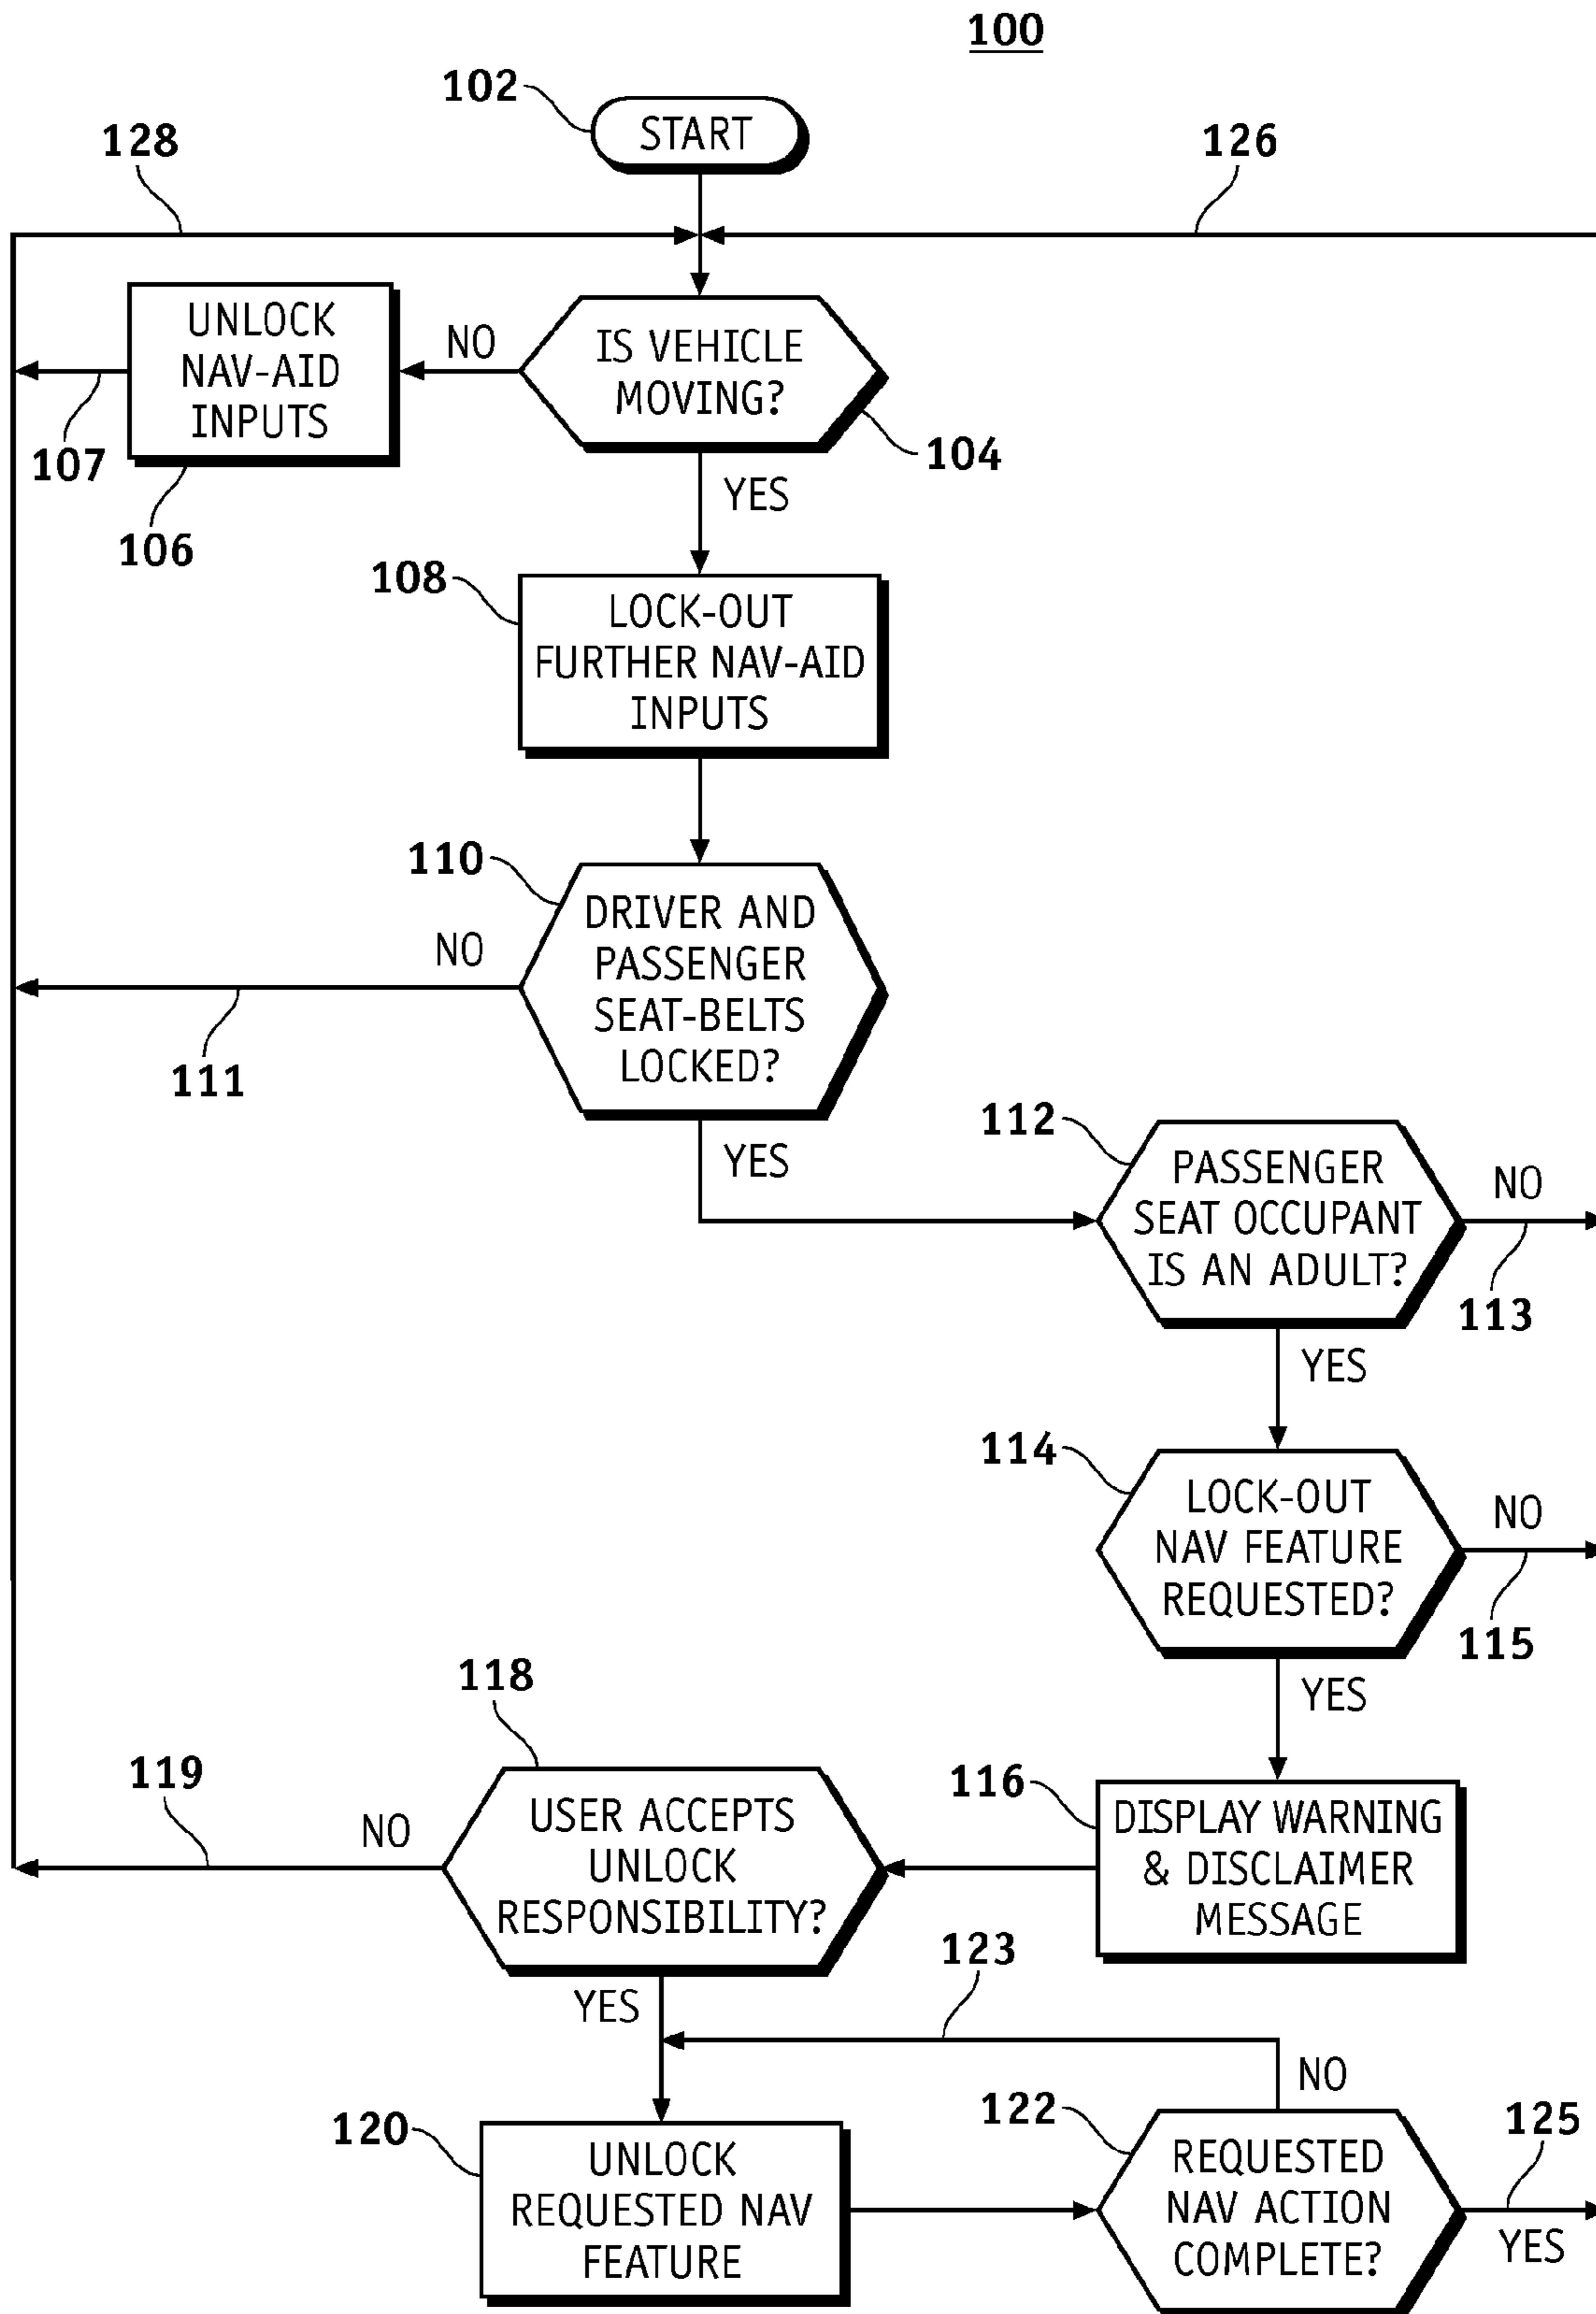 100
102
START
128
126
UNLOCK
NAV-AID
INPUTS
NO
IS VEHICLE
MOVING?
107
104
106
YES
108
LOCK-OUT
FURTHER NAV-AID
INPUTS
110
DRIVER AND
PASSENGER
SEAT-BELTS
LOCKED?
NO
111
YES
112
PASSENGER
SEAT OCCUPANT
IS AN ADULT?
NO
113
YES
114
LOCK-OUT
NAV FEATURE
REQUESTED?
NO
115
YES
118
116
DISPLAY WARNING
& DISCLAIMER
MESSAGE
USER ACCEPTS
UNLOCK
RESPONSIBILITY?
119
NO
YES
123
NO
120
UNLOCK
REQUESTED NAV
FEATURE
122
REQUESTED
NAV ACTION
COMPLETE?
125
YES